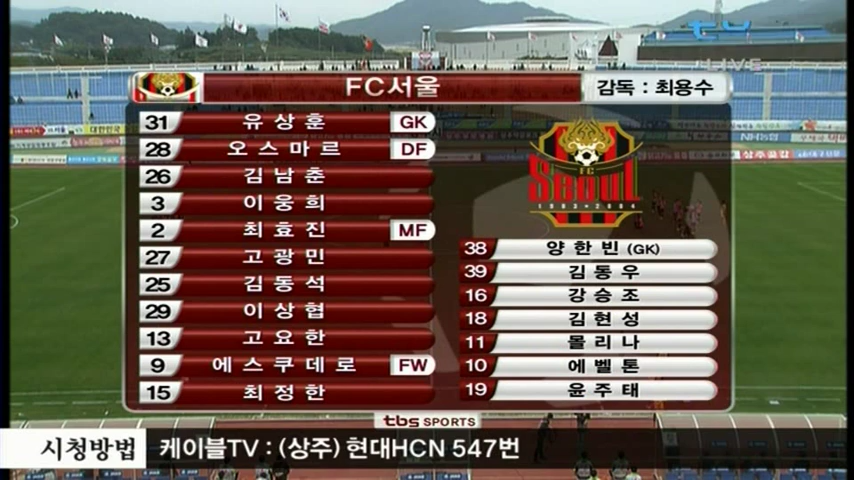 FC서울
감독 : 최용수
LIVE
31 유상훈 GK
28 오스마르 DF
26 김남춘
3 이웅희
2 최효진 MF
27 고광민
25 김동석
29 이상협
13 고요한
9 에스쿠데로 FW
15 최정한
FC
SEOUL
1983 2004
38 양한빈 (GK)
39 김동우
16 강승조
18 김현성
11 몰리나
10 에벨톤
19 윤주태
tbs SPORTS
시청방법 케이블TV : (상주) 현대HCN 547번